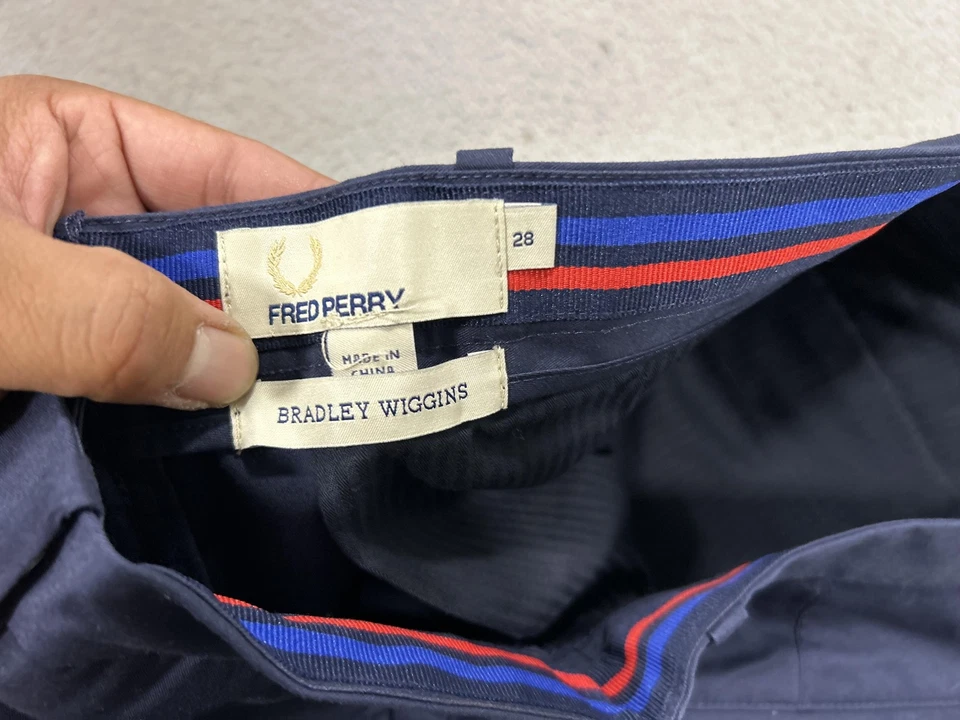 FRED PERRY
28
MADE IN
CHINA
BRADLEY WIGGINS